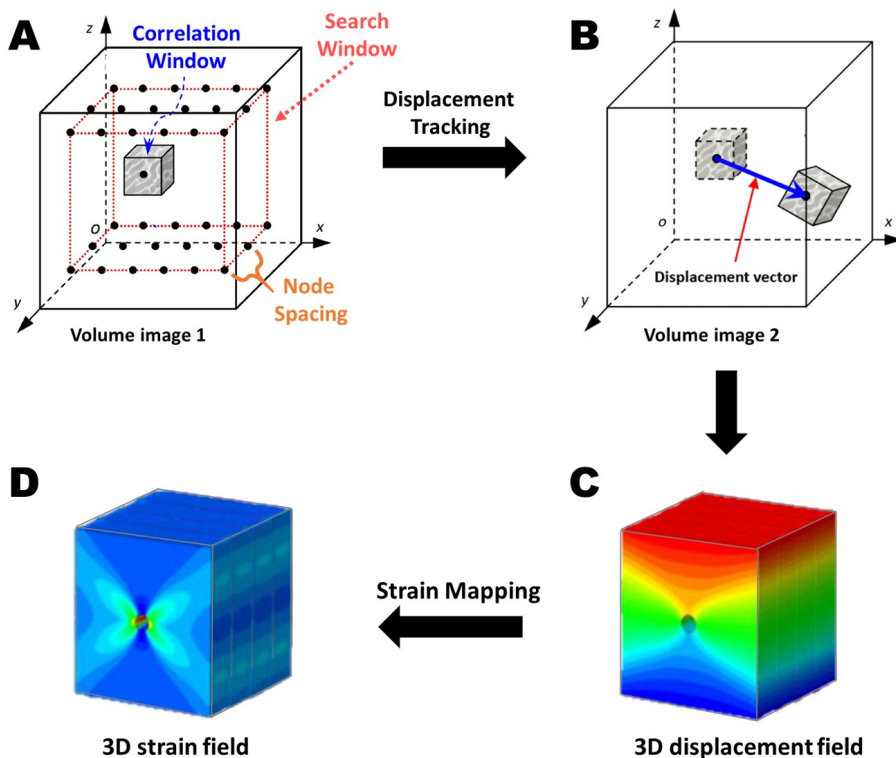 A
z
Correlation
Window
Search
Window
o
x
y
Node
Spacing
Volume image 1
Displacement
Tracking
B
z
o
x
y
Displacement vector
Volume image 2
D
3D strain field
Strain Mapping
C
3D displacement field